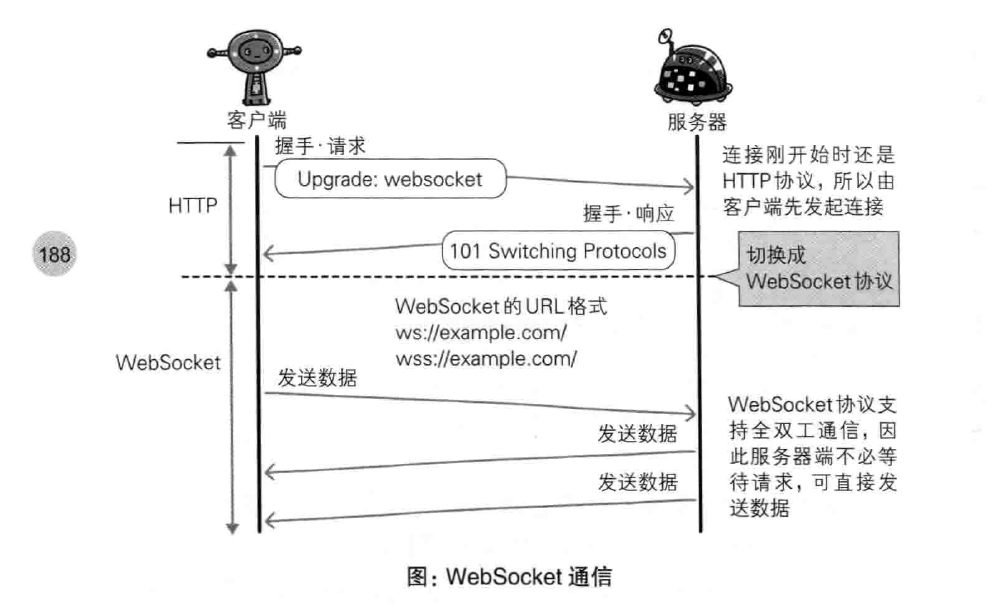 客户端
服务器
握手·请求
Upgrade: websocket
连接刚开始时还是
HTTP协议，所以由
客户端先发起连接
HTTP
握手·响应
101 Switching Protocols
188
切换成
WebSocket协议
WebSocket的URL格式
ws://example.com/
wss://example.com/
WebSocket
发送数据
发送数据
发送数据
WebSocket协议支
持全双工通信，因
此服务器端不必等
待请求，可直接发
送数据
图：WebSocket 通信